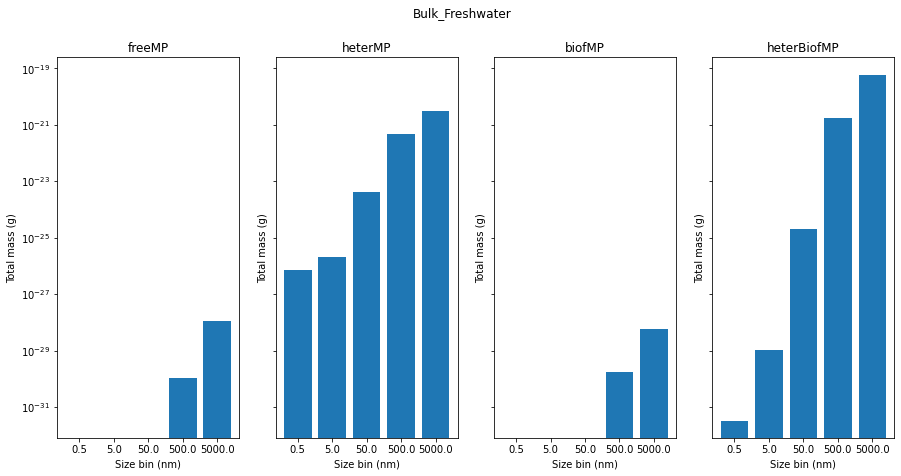 Bulk_Freshwater
freeMP
heterMP
biofMP
heterBiofMP
Total mass (g)
10⁻¹⁹
10⁻²¹
10⁻²³
10⁻²⁵
10⁻²⁷
10⁻²⁹
10⁻³¹
Total mass (g)
Total mass (g)
Total mass (g)
0.5 5.0 50.0 500.0 5000.0
0.5 5.0 50.0 500.0 5000.0
0.5 5.0 50.0 500.0 5000.0
0.5 5.0 50.0 500.0 5000.0
Size bin (nm)
Size bin (nm)
Size bin (nm)
Size bin (nm)